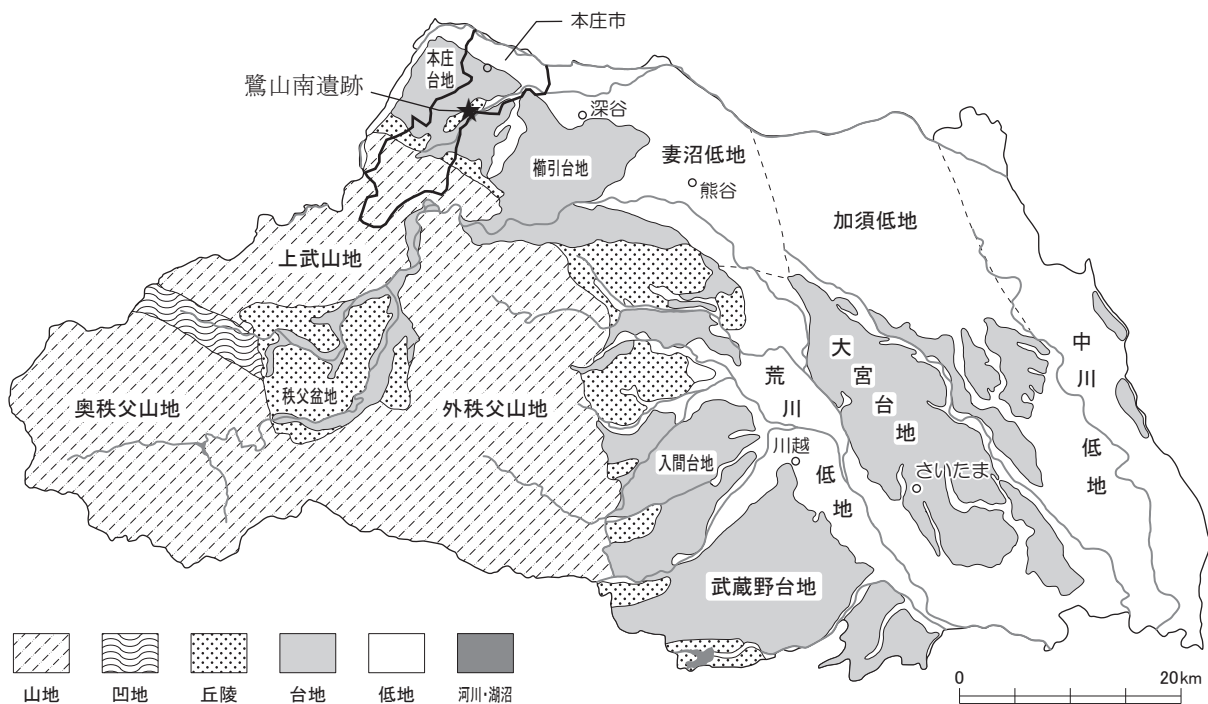 本庄市
本庄
台地
鷺山南遺跡
深谷
櫛引台地
妻沼低地
熊谷
加須低地
上武山地
大宮台地
中川低地
荒川低地
奥秩父山地
秩父盆地
外秩父山地
入間台地
川越
さいたま
武蔵野台地
山地
凹地
丘陵
台地
低地
河川・湖沼
0
20km